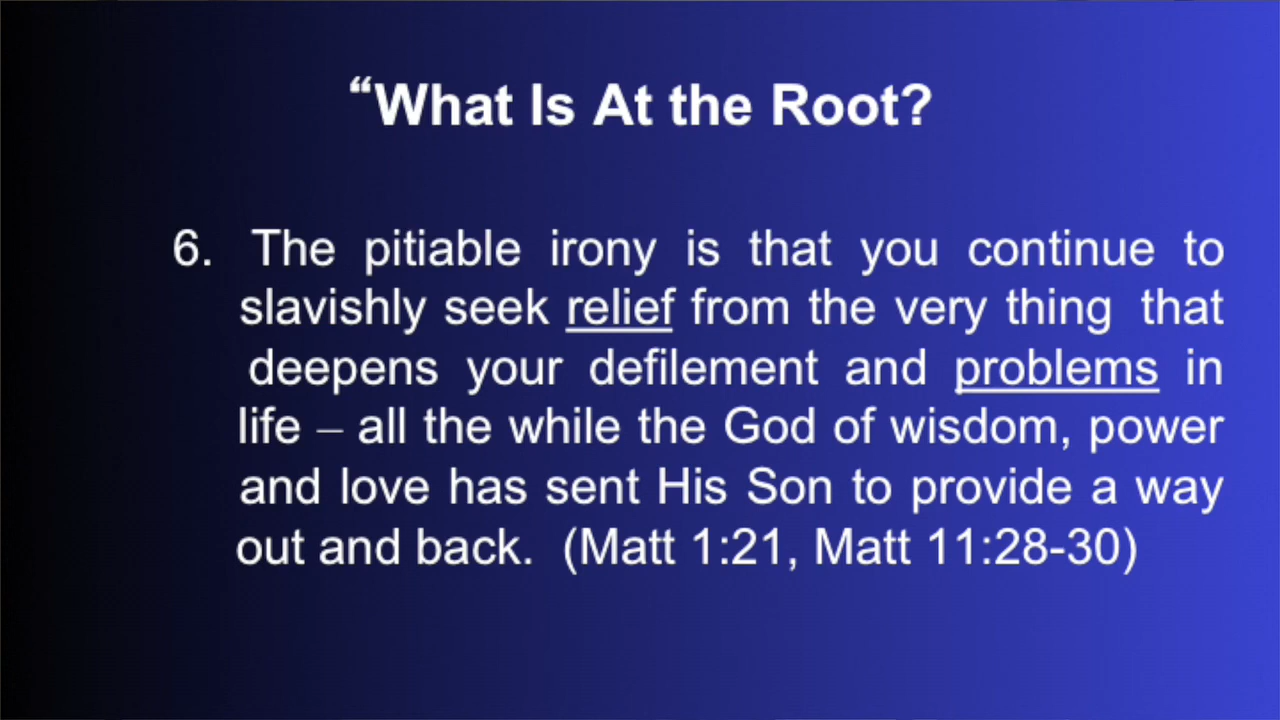 “What Is At the Root?
6. The pitiable irony is that you continue to
slavishly seek relief from the very thing that
deepens your defilement and problems in
life – all the while the God of wisdom, power
and love has sent His Son to provide a way
out and back. (Matt 1:21, Matt 11:28-30)